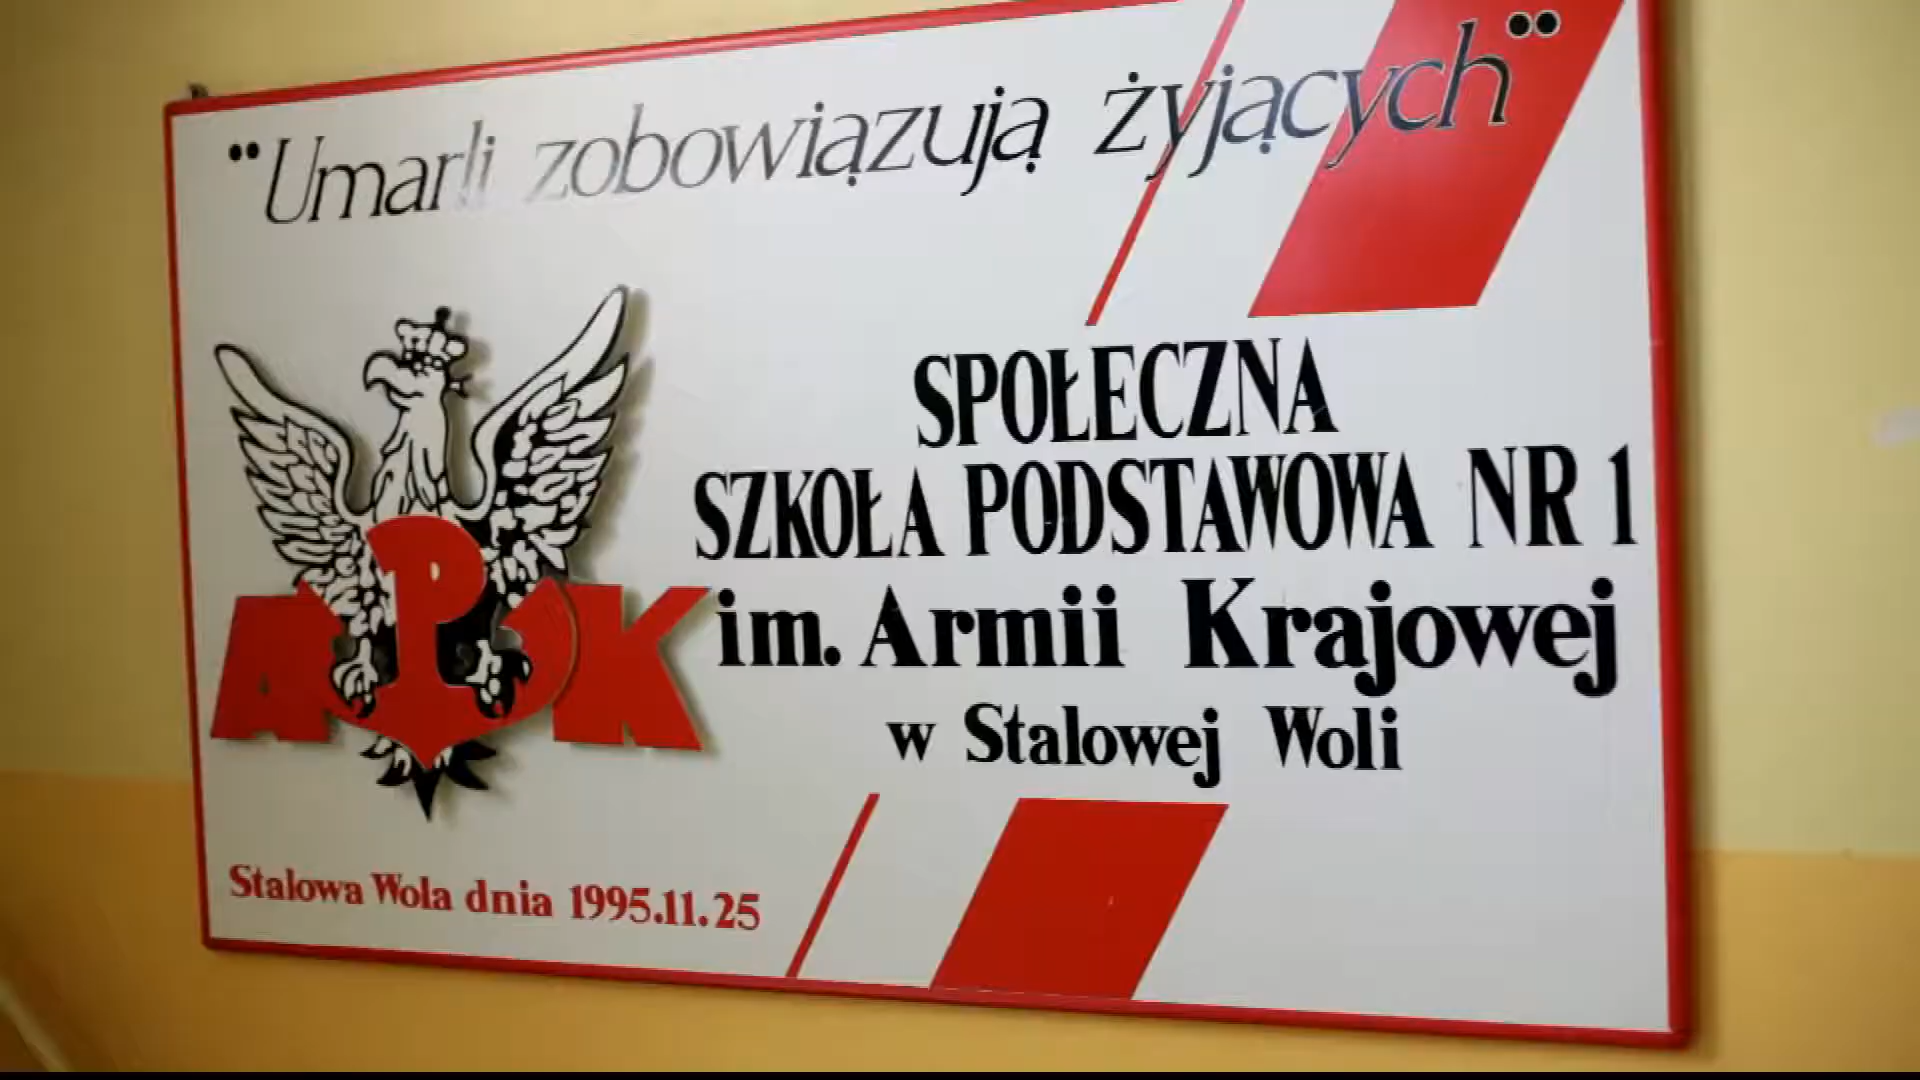 "Umarli zobowiązują żyjących"
SPOŁECZNA
SZKOŁA PODSTAWOWA NR 1
im. Armii Krajowej
w Stalowej Woli
A P K
Stalowa Wola dnia 1995.11.25